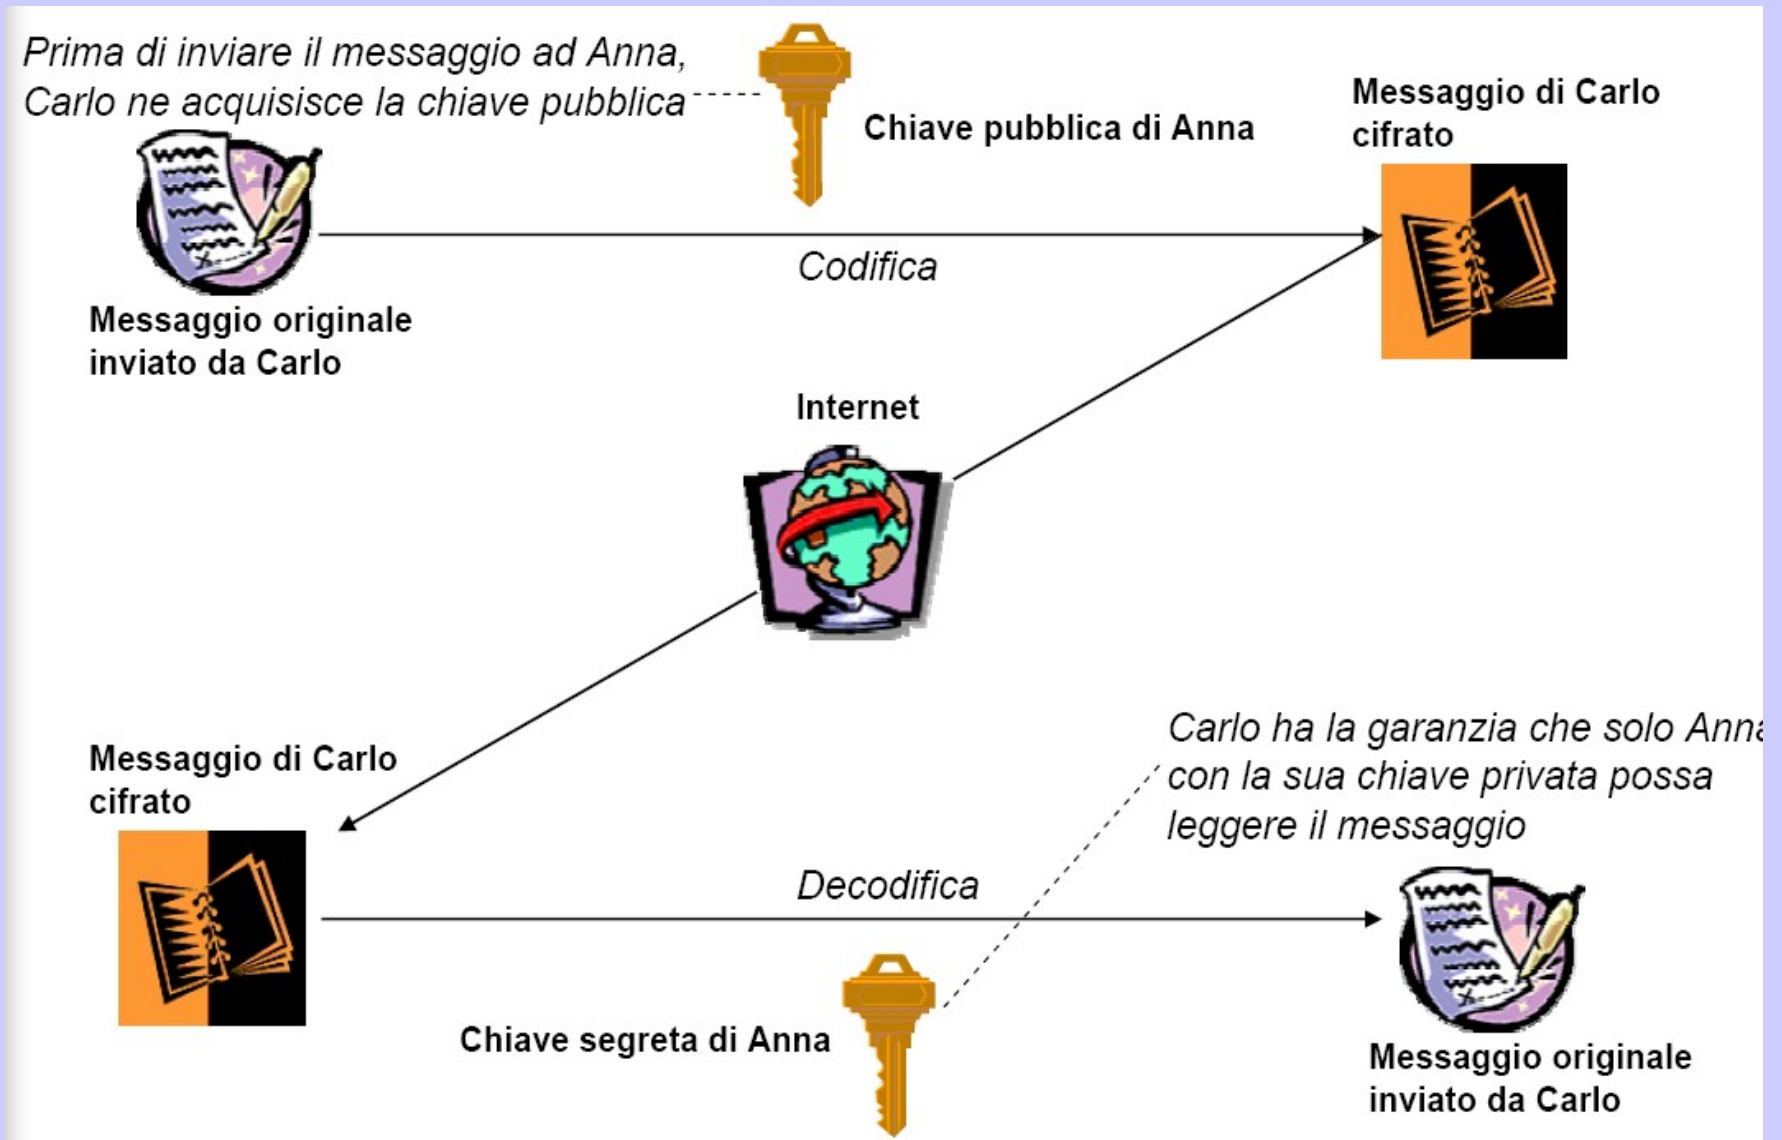 Prima di inviare il messaggio ad Anna,
Carlo ne acquisisce la chiave pubblica
Chiave pubblica di Anna
Messaggio di Carlo
cifrato
Codifica
Messaggio originale
inviato da Carlo
Internet
Messaggio di Carlo
cifrato
Carlo ha la garanzia che solo Anna
con la sua chiave privata possa
leggere il messaggio
Decodifica
Chiave segreta di Anna
Messaggio originale
inviato da Carlo